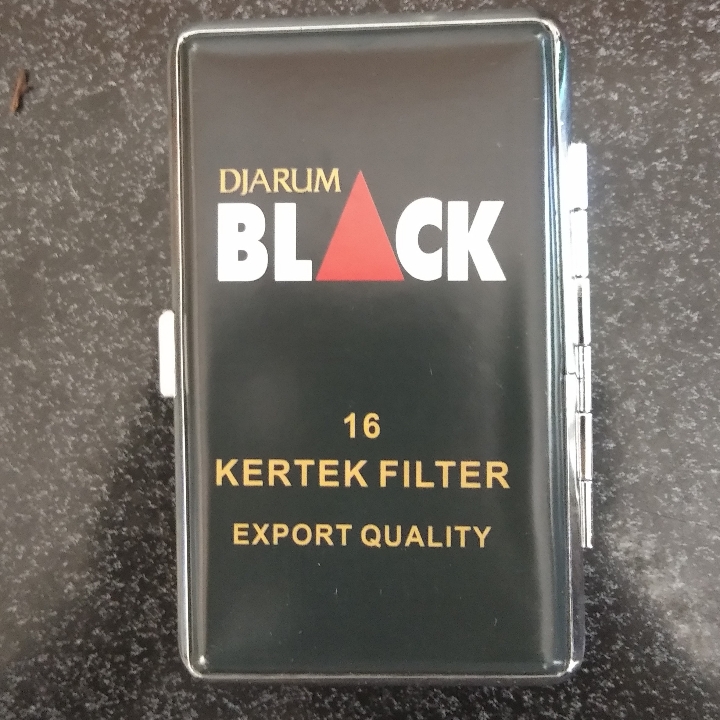 DJARUM
BLACK
16
KERTEK FILTER
EXPORT QUALITY